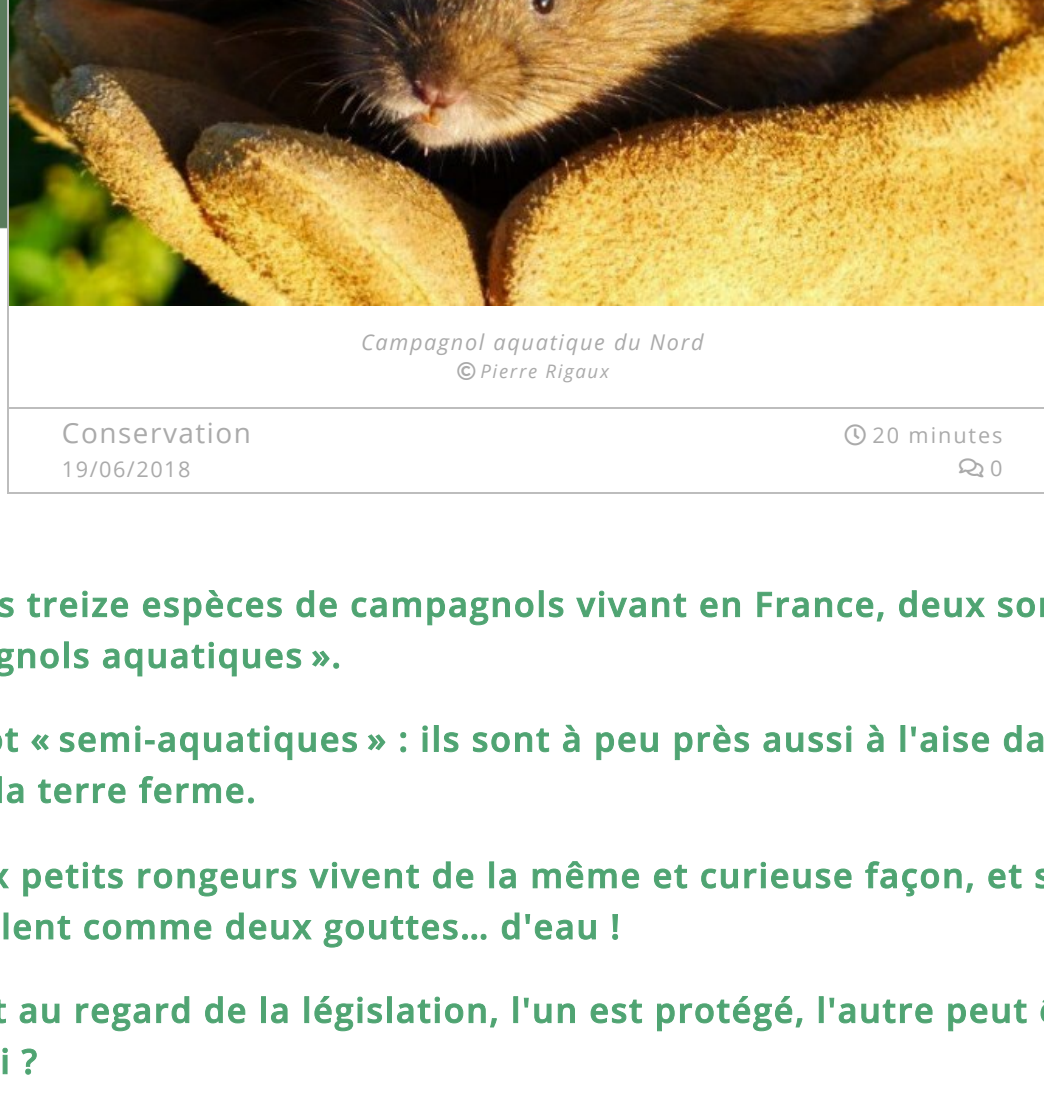 Campagnol aquatique du Nord
© Pierre Rigaux
Conservation
20 minutes
19/06/2018
0
s treize espèces de campagnols vivant en France, deux so
gnols aquatiques ».
t « semi-aquatiques » : ils sont à peu près aussi à l'aise da
la terre ferme.
x petits rongeurs vivent de la même et curieuse façon, et s
lent comme deux gouttes… d'eau !
t au regard de la législation, l'un est protégé, l'autre peut ê
i ?